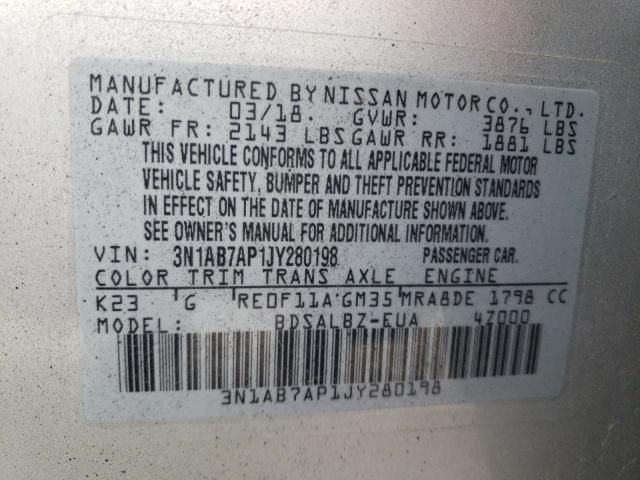 MANUFACTURED BY NISSAN MOTOR CO., LTD.
DATE: 03/18. GVWR: 3876 LBS
GAWR FR: 2143 LBS GAWR RR: 1881 LBS
THIS VEHICLE CONFORMS TO ALL APPLICABLE FEDERAL MOTOR
VEHICLE SAFETY, BUMPER AND THEFT PREVENTION STANDARDS
IN EFFECT ON THE DATE OF MANUFACTURE SHOWN ABOVE.
SEE OWNER'S MANUAL FOR ADDITIONAL INFORMATION.
VIN: 3N1AB7AP1JY280198 PASSENGER CAR.
COLOR TRIM TRANS AXLE ENGINE
K23 G RE0F11A GM35 MRA8DE 1798 CC
MODEL: BDSALBZ-EUA 4Z000
3N1AB7AP1JY280198